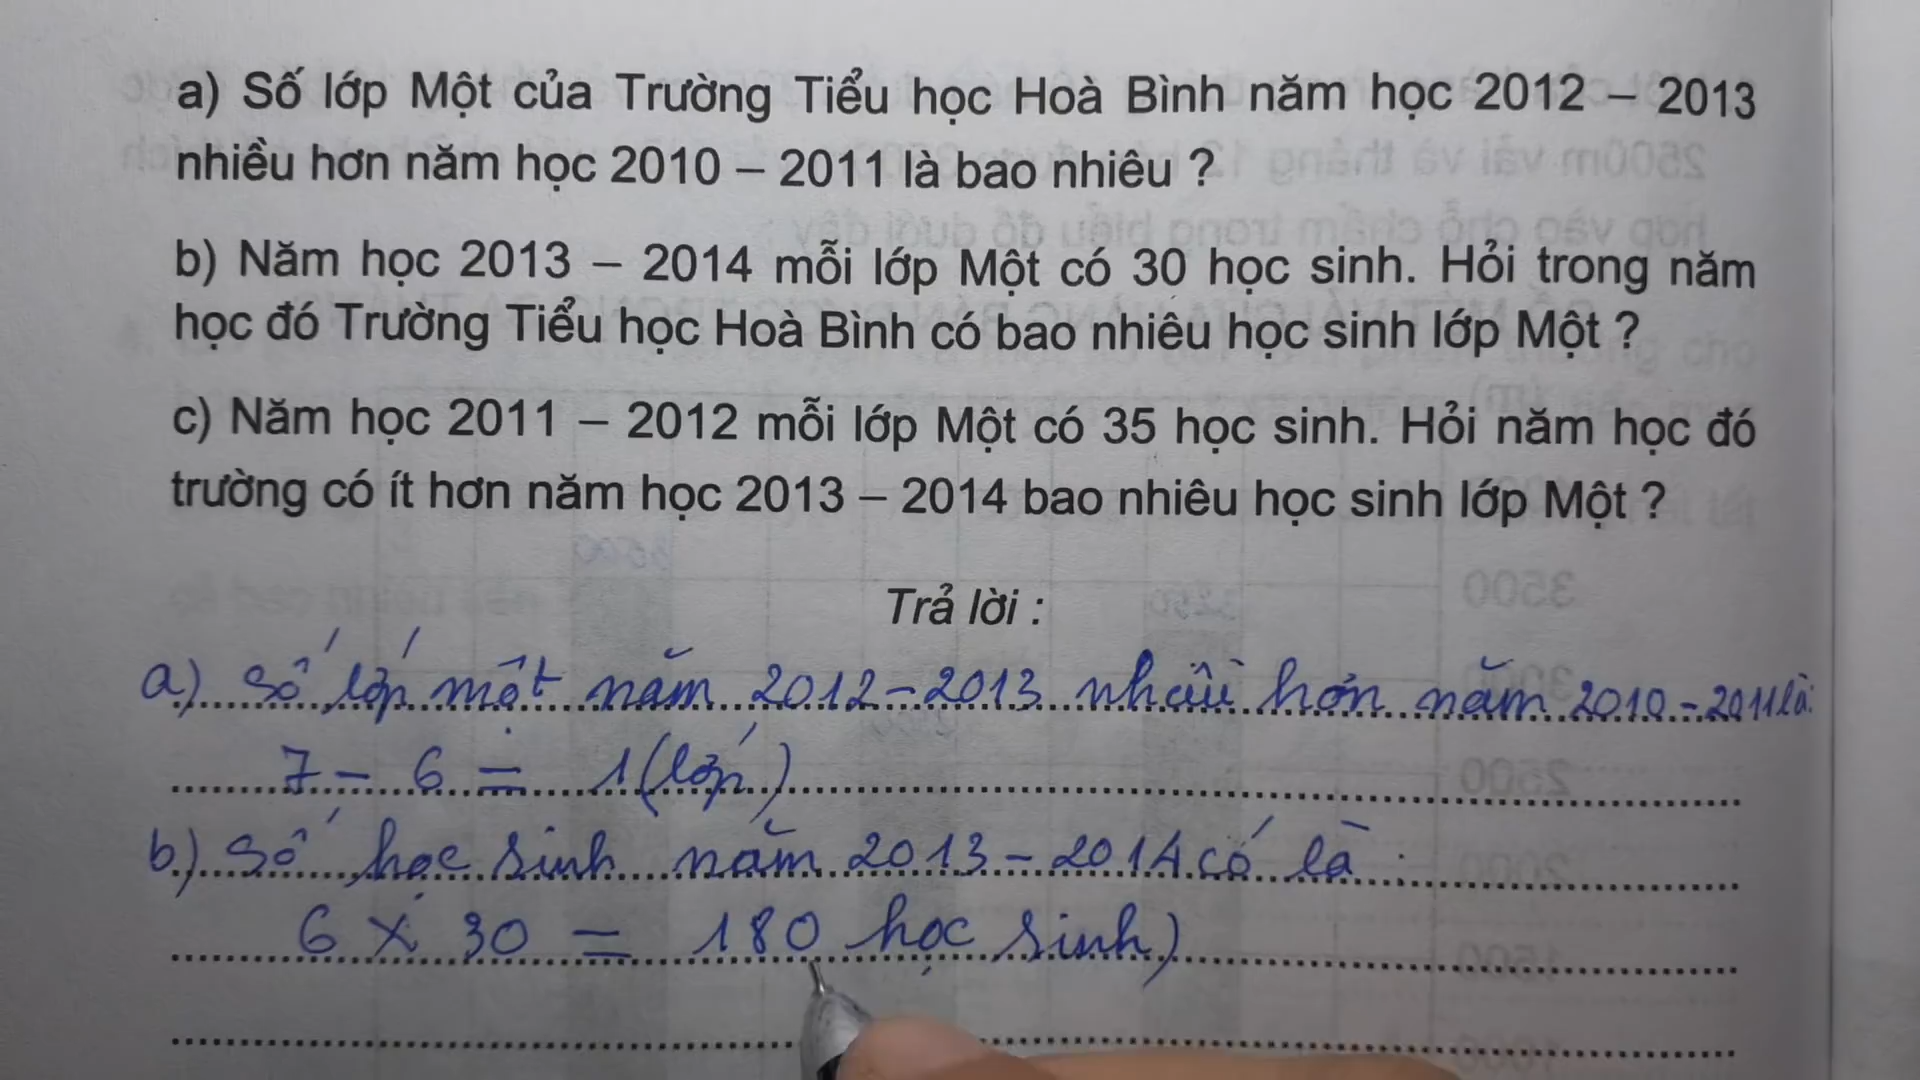 a) Số lớp Một của Trường Tiểu học Hoà Bình năm học 2012 – 2013
nhiều hơn năm học 2010 – 2011 là bao nhiêu ?
b) Năm học 2013 – 2014 mỗi lớp Một có 30 học sinh. Hỏi trong năm
học đó Trường Tiểu học Hoà Bình có bao nhiêu học sinh lớp Một ?
c) Năm học 2011 – 2012 mỗi lớp Một có 35 học sinh. Hỏi năm học đó
trường có ít hơn năm học 2013 – 2014 bao nhiêu học sinh lớp Một ?
Trả lời :
a) Số lớp một năm 2012 – 2013 nhiều hơn năm 2010 – 2011 là:
7 – 6 = 1 (lớp)
b) Số học sinh năm 2013 – 2014 có là :
6 x 30 = 180 học sinh)